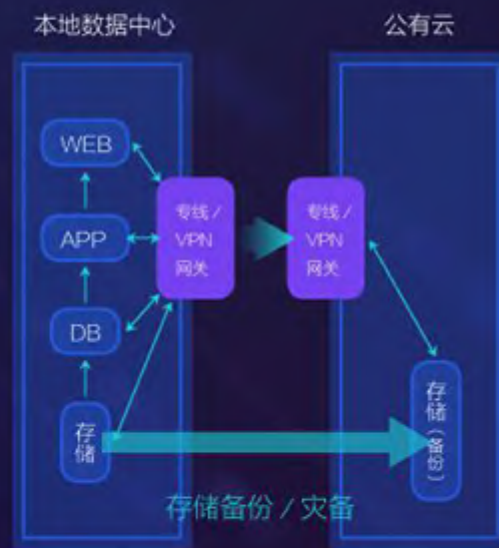 本地数据中心
公有云
WEB
APP
DB
存储
专线 /
VPN
网关
专线 /
VPN
网关
存储(备份)
存储备份 / 灾备